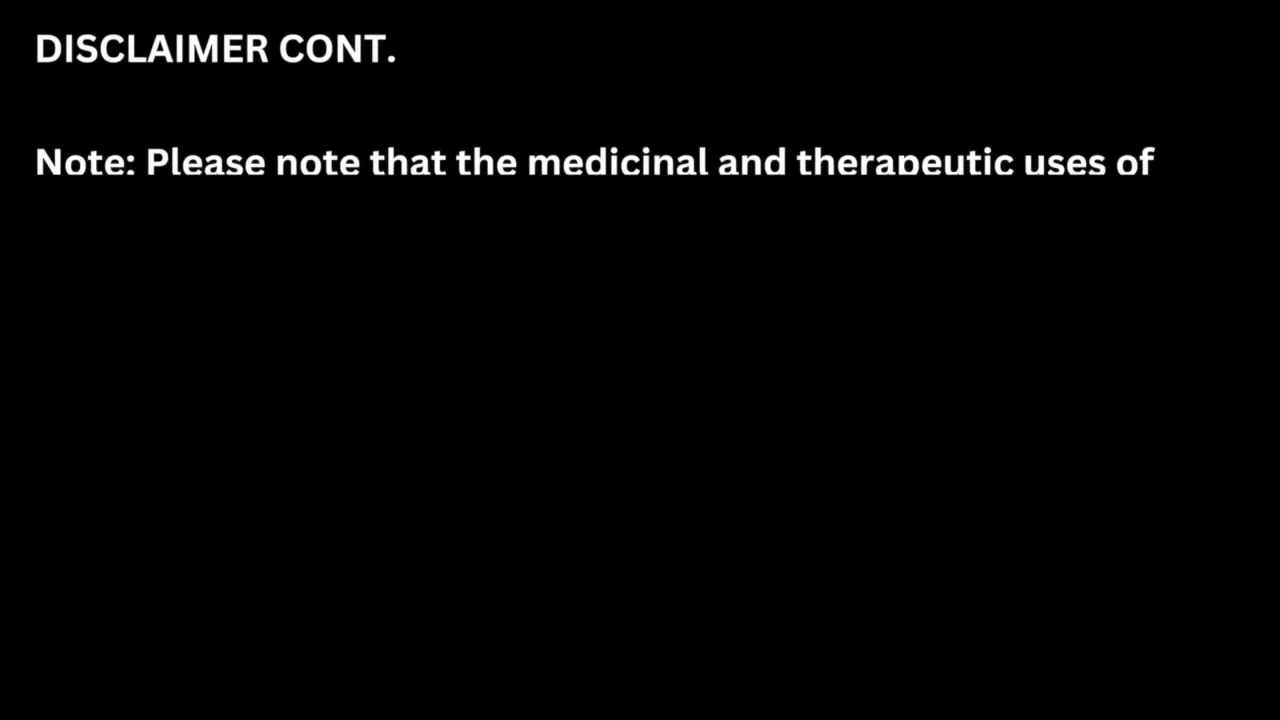 DISCLAIMER CONT.
Note: Please note that the medicinal and therapeutic uses of